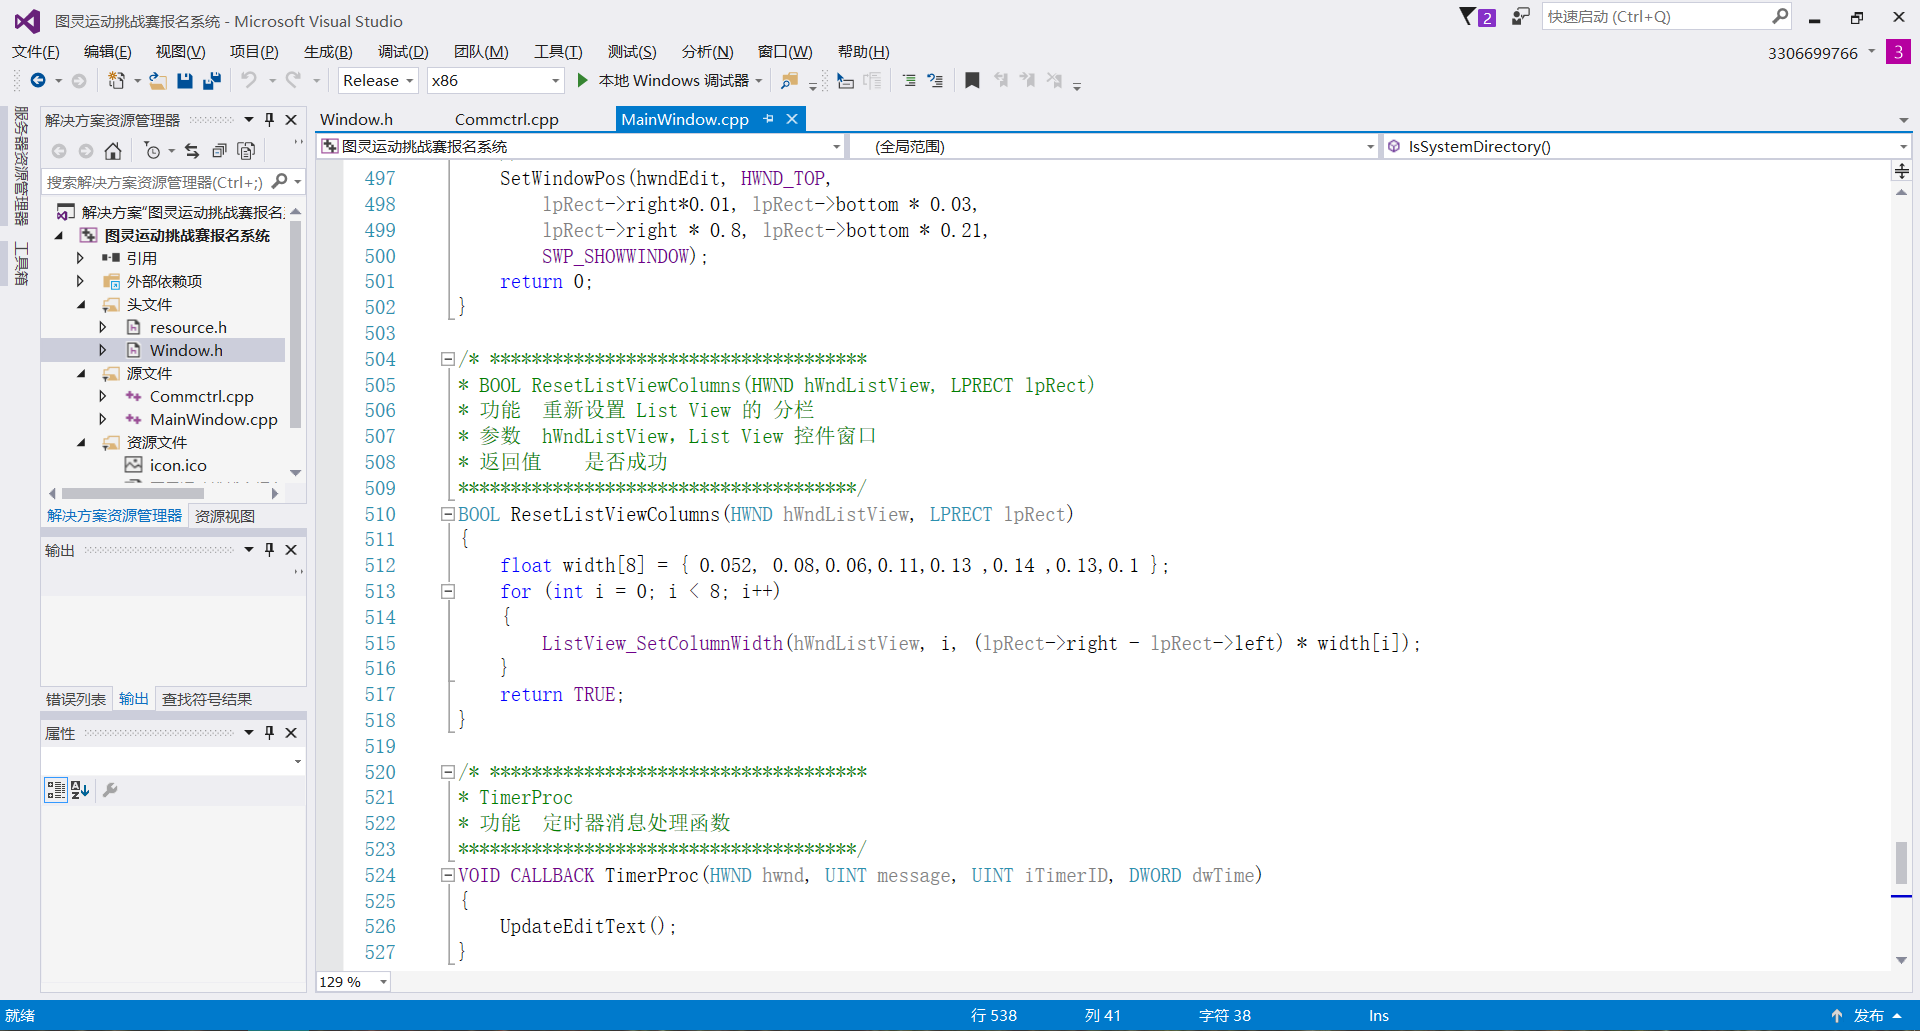 图灵运动挑战赛报名系统 - Microsoft Visual Studio
2
快速启动 (Ctrl+Q)
文件(F) 编辑(E) 视图(V) 项目(P) 生成(B) 调试(D) 团队(M) 工具(T) 测试(S) 分析(N) 窗口(W) 帮助(H)
3306699766 3
Release x86 本地 Windows 调试器
服务器资源管理器
工具箱
解决方案资源管理器
搜索解决方案资源管理器(Ctrl+;)
解决方案"图灵运动挑战赛报名
图灵运动挑战赛报名系统
引用
外部依赖项
头文件
resource.h
Window.h
源文件
Commctrl.cpp
MainWindow.cpp
资源文件
icon.ico
解决方案资源管理器 资源视图
输出
错误列表 输出 查找符号结果
属性
Window.h Commctrl.cpp MainWindow.cpp
图灵运动挑战赛报名系统 (全局范围) IsSystemDirectory()
497 SetWindowPos(hwndEdit, HWND_TOP,
498 lpRect->right*0.01, lpRect->bottom * 0.03,
499 lpRect->right * 0.8, lpRect->bottom * 0.21,
500 SWP_SHOWWINDOW);
501 return 0;
502 }
503
504 /* ************************************
505 * BOOL ResetListViewColumns(HWND hWndListView, LPRECT lpRect)
506 * 功能 重新设置 List View 的 分栏
507 * 参数 hWndListView，List View 控件窗口
508 * 返回值 是否成功
509 **************************************/
510 BOOL ResetListViewColumns(HWND hWndListView, LPRECT lpRect)
511 {
512 float width[8] = { 0.052, 0.08,0.06,0.11,0.13 ,0.14 ,0.13,0.1 };
513 for (int i = 0; i < 8; i++)
514 {
515 ListView_SetColumnWidth(hWndListView, i, (lpRect->right - lpRect->left) * width[i]);
516 }
517 return TRUE;
518 }
519
520 /* ************************************
521 * TimerProc
522 * 功能 定时器消息处理函数
523 **************************************/
524 VOID CALLBACK TimerProc(HWND hwnd, UINT message, UINT iTimerID, DWORD dwTime)
525 {
526 UpdateEditText();
527 }
129 %
就绪 行 538 列 41 字符 38 Ins 发布